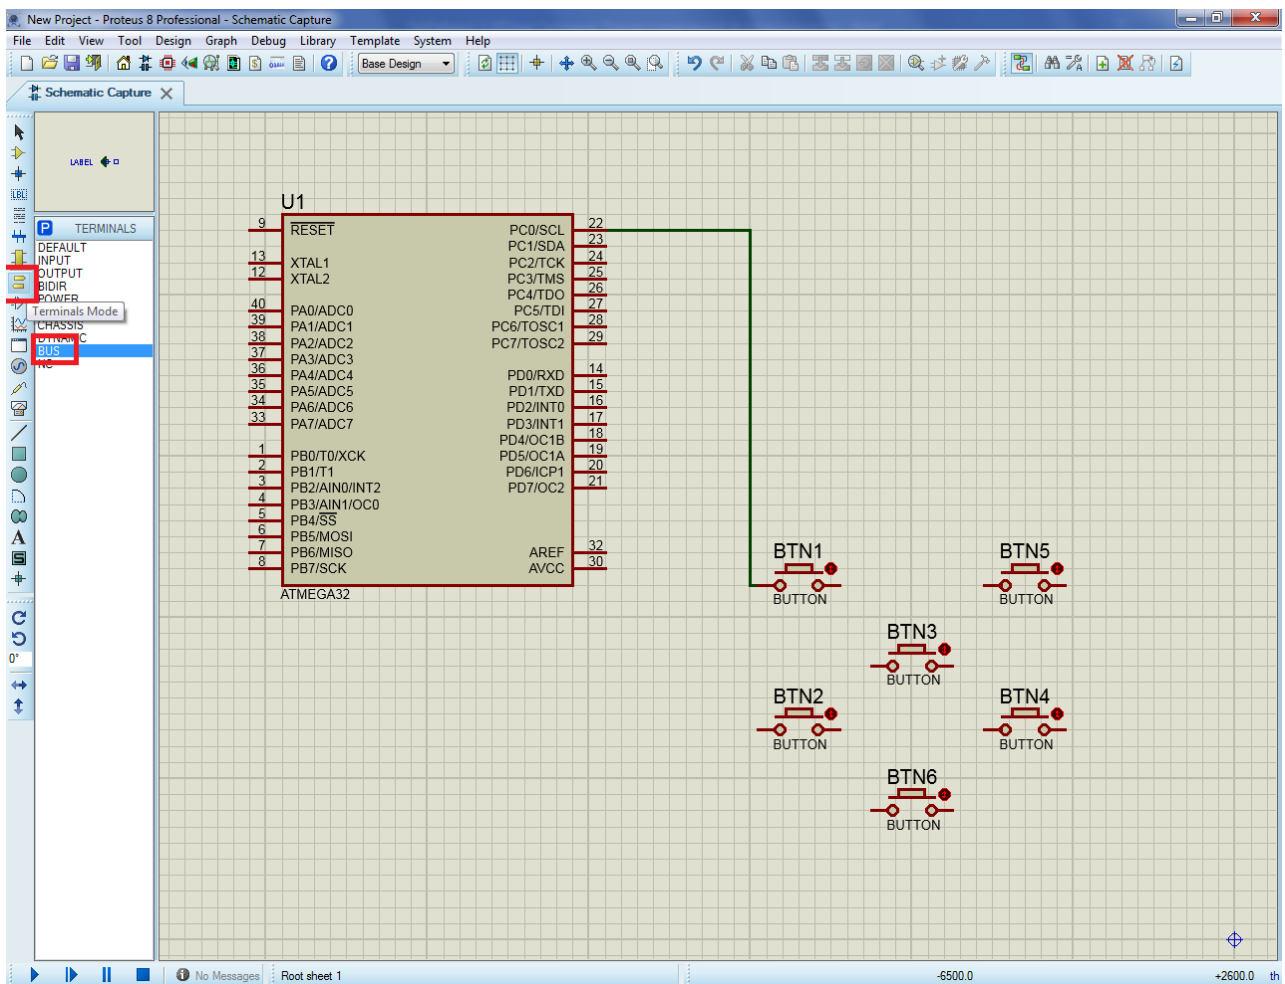 New Project - Proteus 8 Professional - Schematic Capture
File Edit View Tool Design Graph Debug Library Template System Help
Base Design
Schematic Capture
LABEL
LBL
P TERMINALS
DEFAULT
INPUT
OUTPUT
BIDIR
POWER
Terminals Mode
CHASSIS
DYNAMIC
BUS
NC
A
S
0°
U1
9 RESET PC0/SCL 22
PC1/SDA 23
13 XTAL1 PC2/TCK 24
12 XTAL2 PC3/TMS 25
PC4/TDO 26
40 PA0/ADC0 PC5/TDI 27
39 PA1/ADC1 PC6/TOSC1 28
38 PA2/ADC2 PC7/TOSC2 29
37 PA3/ADC3
36 PA4/ADC4 PD0/RXD 14
35 PA5/ADC5 PD1/TXD 15
34 PA6/ADC6 PD2/INT0 16
33 PA7/ADC7 PD3/INT1 17
PD4/OC1B 18
1 PB0/T0/XCK PD5/OC1A 19
2 PB1/T1 PD6/ICP1 20
3 PB2/AIN0/INT2 PD7/OC2 21
4 PB3/AIN1/OC0
5 PB4/SS
6 PB5/MOSI
7 PB6/MISO AREF 32
8 PB7/SCK AVCC 30
ATMEGA32
BTN1 BTN5
BUTTON BUTTON
BTN3
BUTTON
BTN2 BTN4
BUTTON BUTTON
BTN6
BUTTON
No Messages Root sheet 1 -6500.0 +2600.0 th